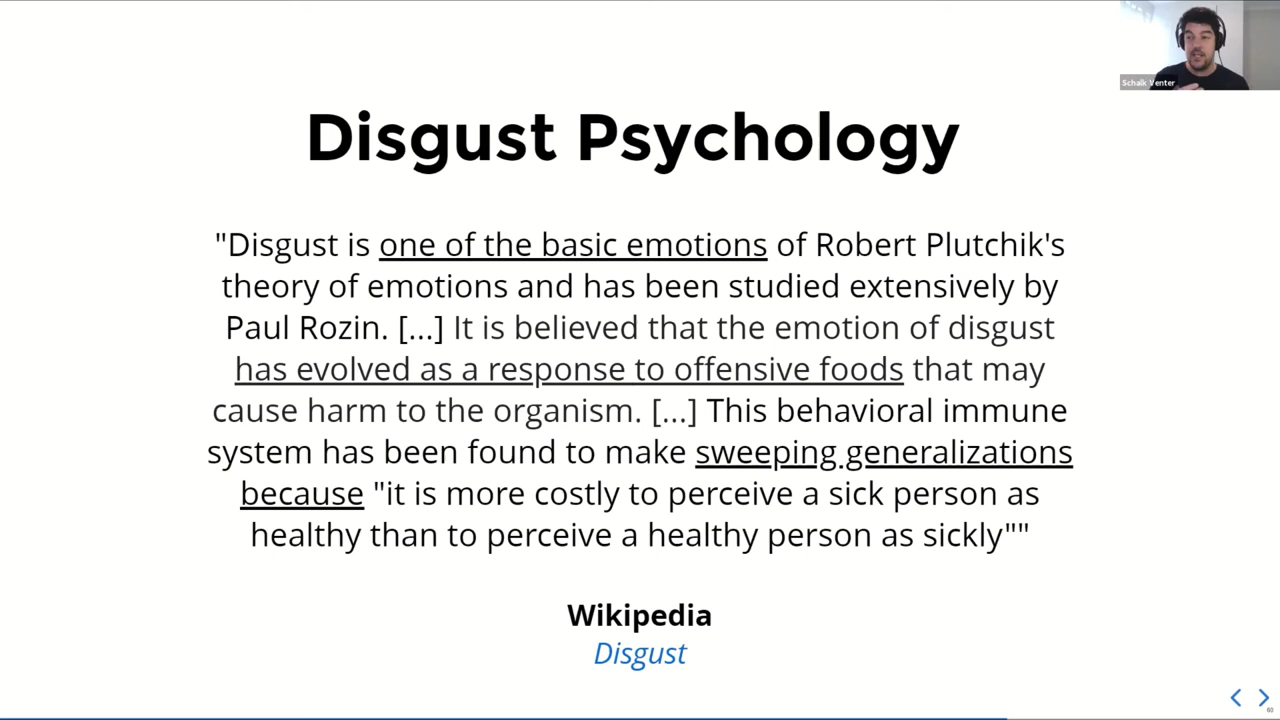 Schalk Venter
Disgust Psychology
"Disgust is one of the basic emotions of Robert Plutchik's
theory of emotions and has been studied extensively by
Paul Rozin. [...] It is believed that the emotion of disgust
has evolved as a response to offensive foods that may
cause harm to the organism. [...] This behavioral immune
system has been found to make sweeping generalizations
because "it is more costly to perceive a sick person as
healthy than to perceive a healthy person as sickly""
Wikipedia
Disgust
60